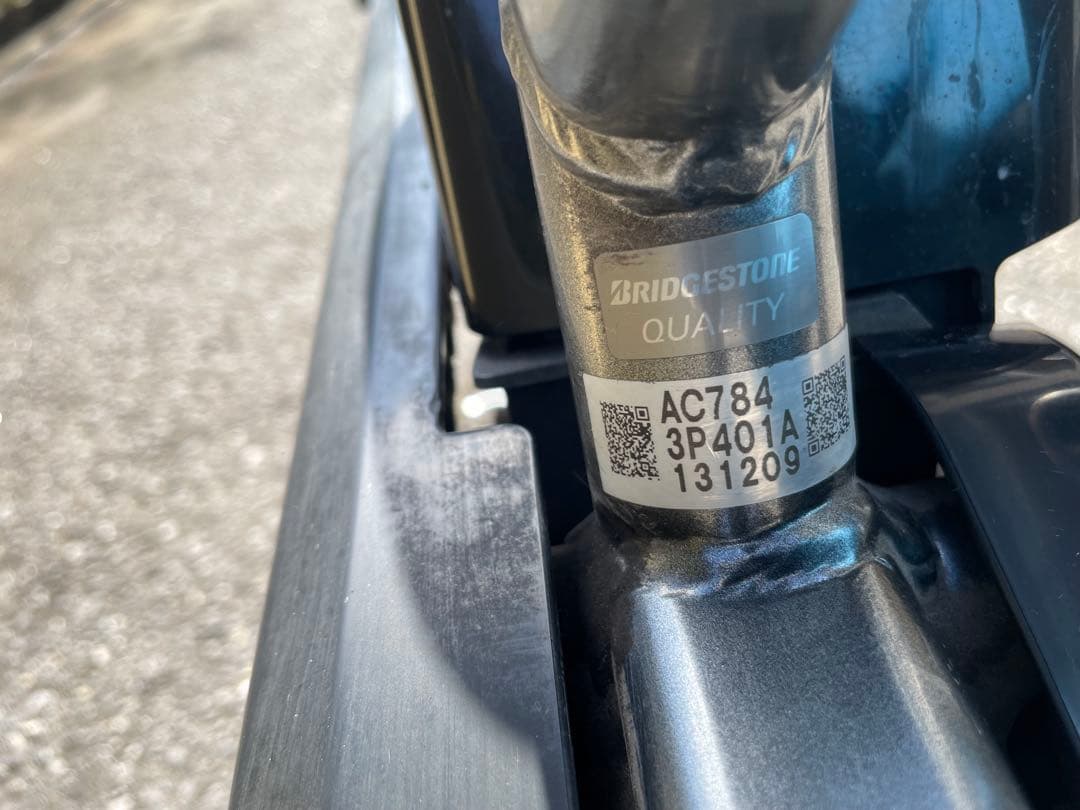 BRIDGESTONE
QUALITY
AC784
3P401A
131209